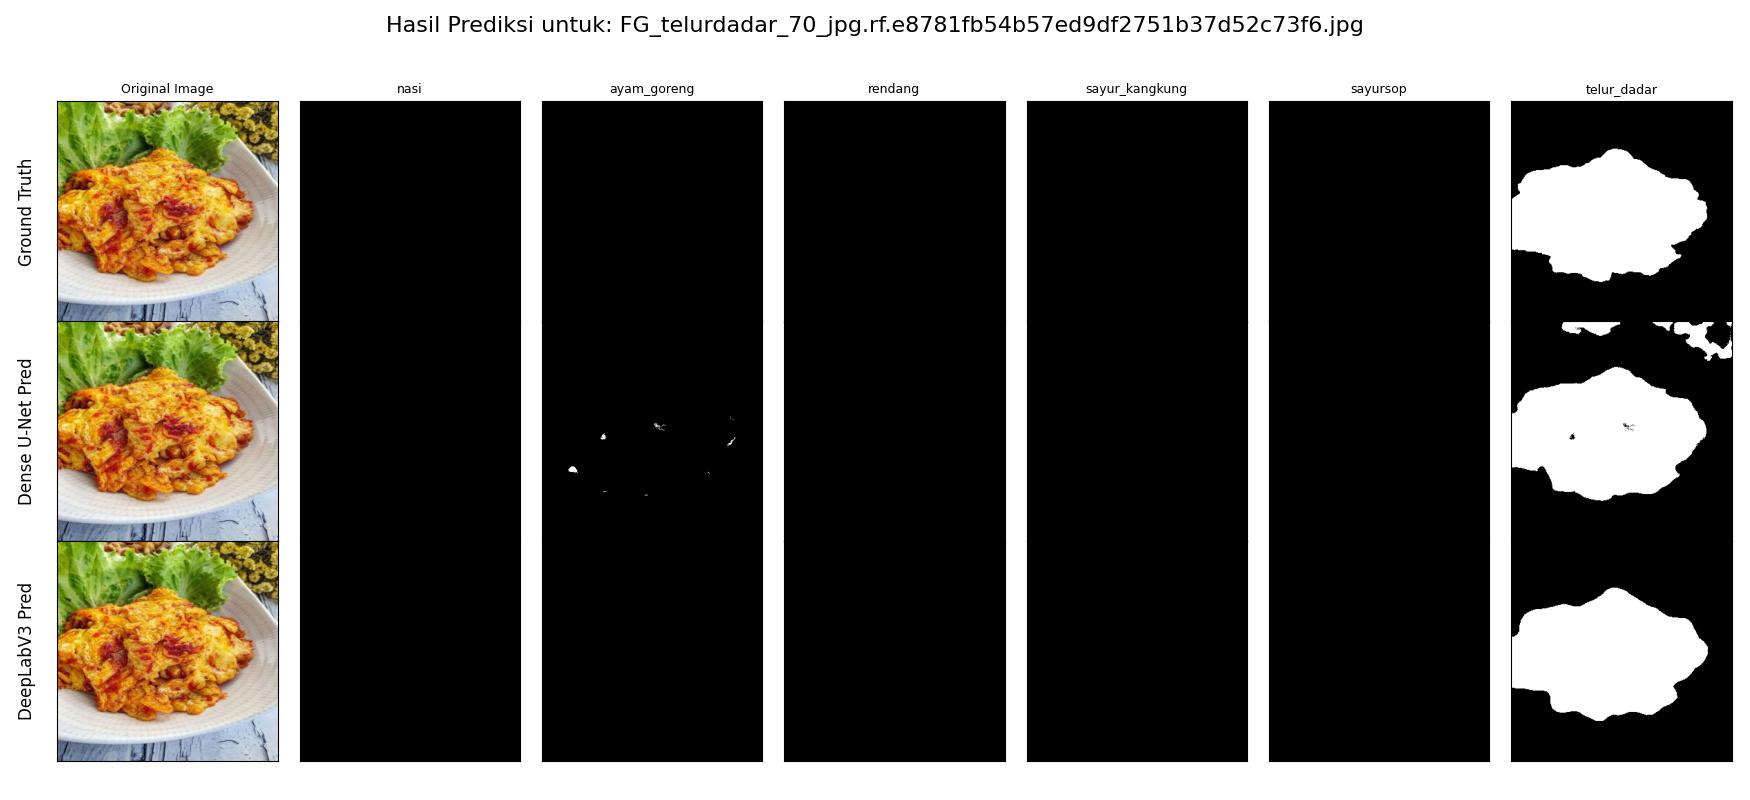 Hasil Prediksi untuk: FG_telurdadar_70_jpg.rf.e8781fb54b57ed9df2751b37d52c73f6.jpg
Original Image
nasi
ayam_goreng
rendang
sayur_kangkung
sayursop
telur_dadar
Ground Truth
Dense U-Net Pred
DeepLabV3 Pred